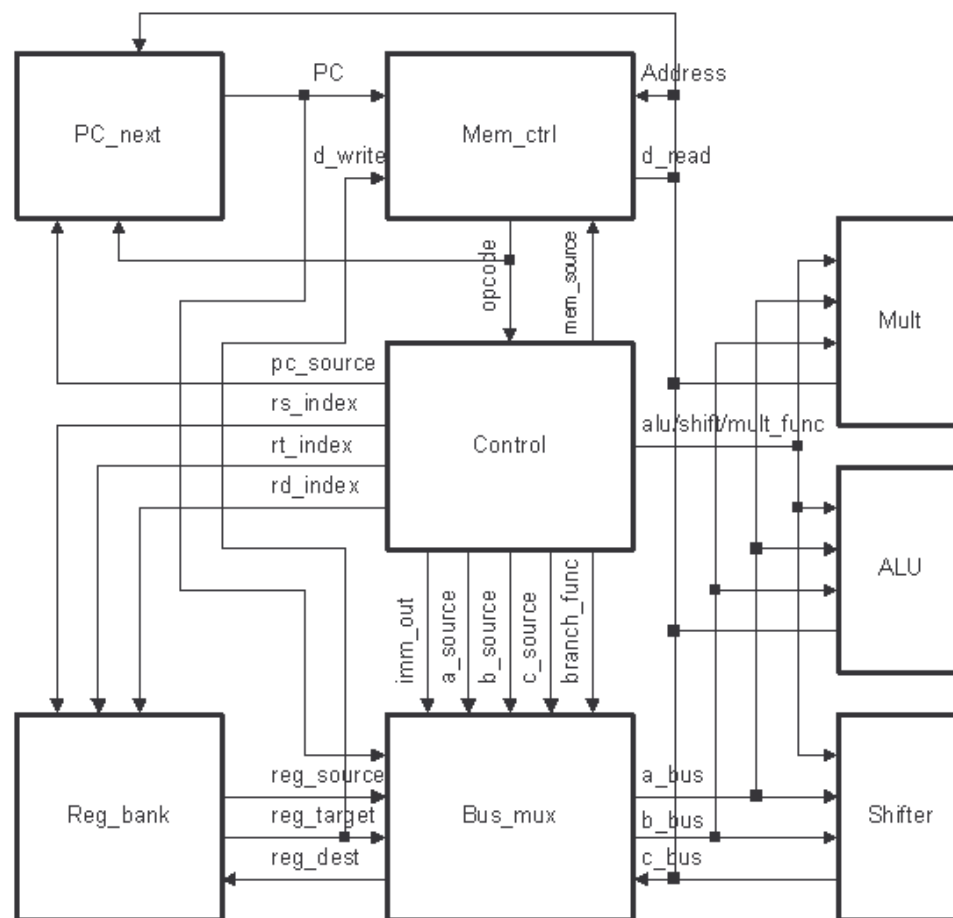 PC
Address
PC_next
Mem_ctrl
d_write
d_read
opcode
mem_source
Mult
pc_source
rs_index
alu/shift/mult_func
rt_index
Control
rd_index
ALU
imm_out
a_source
b_source
c_source
branch_func
reg_source
a_bus
Reg_bank
reg_target
Bus_mux
b_bus
Shifter
reg_dest
c_bus